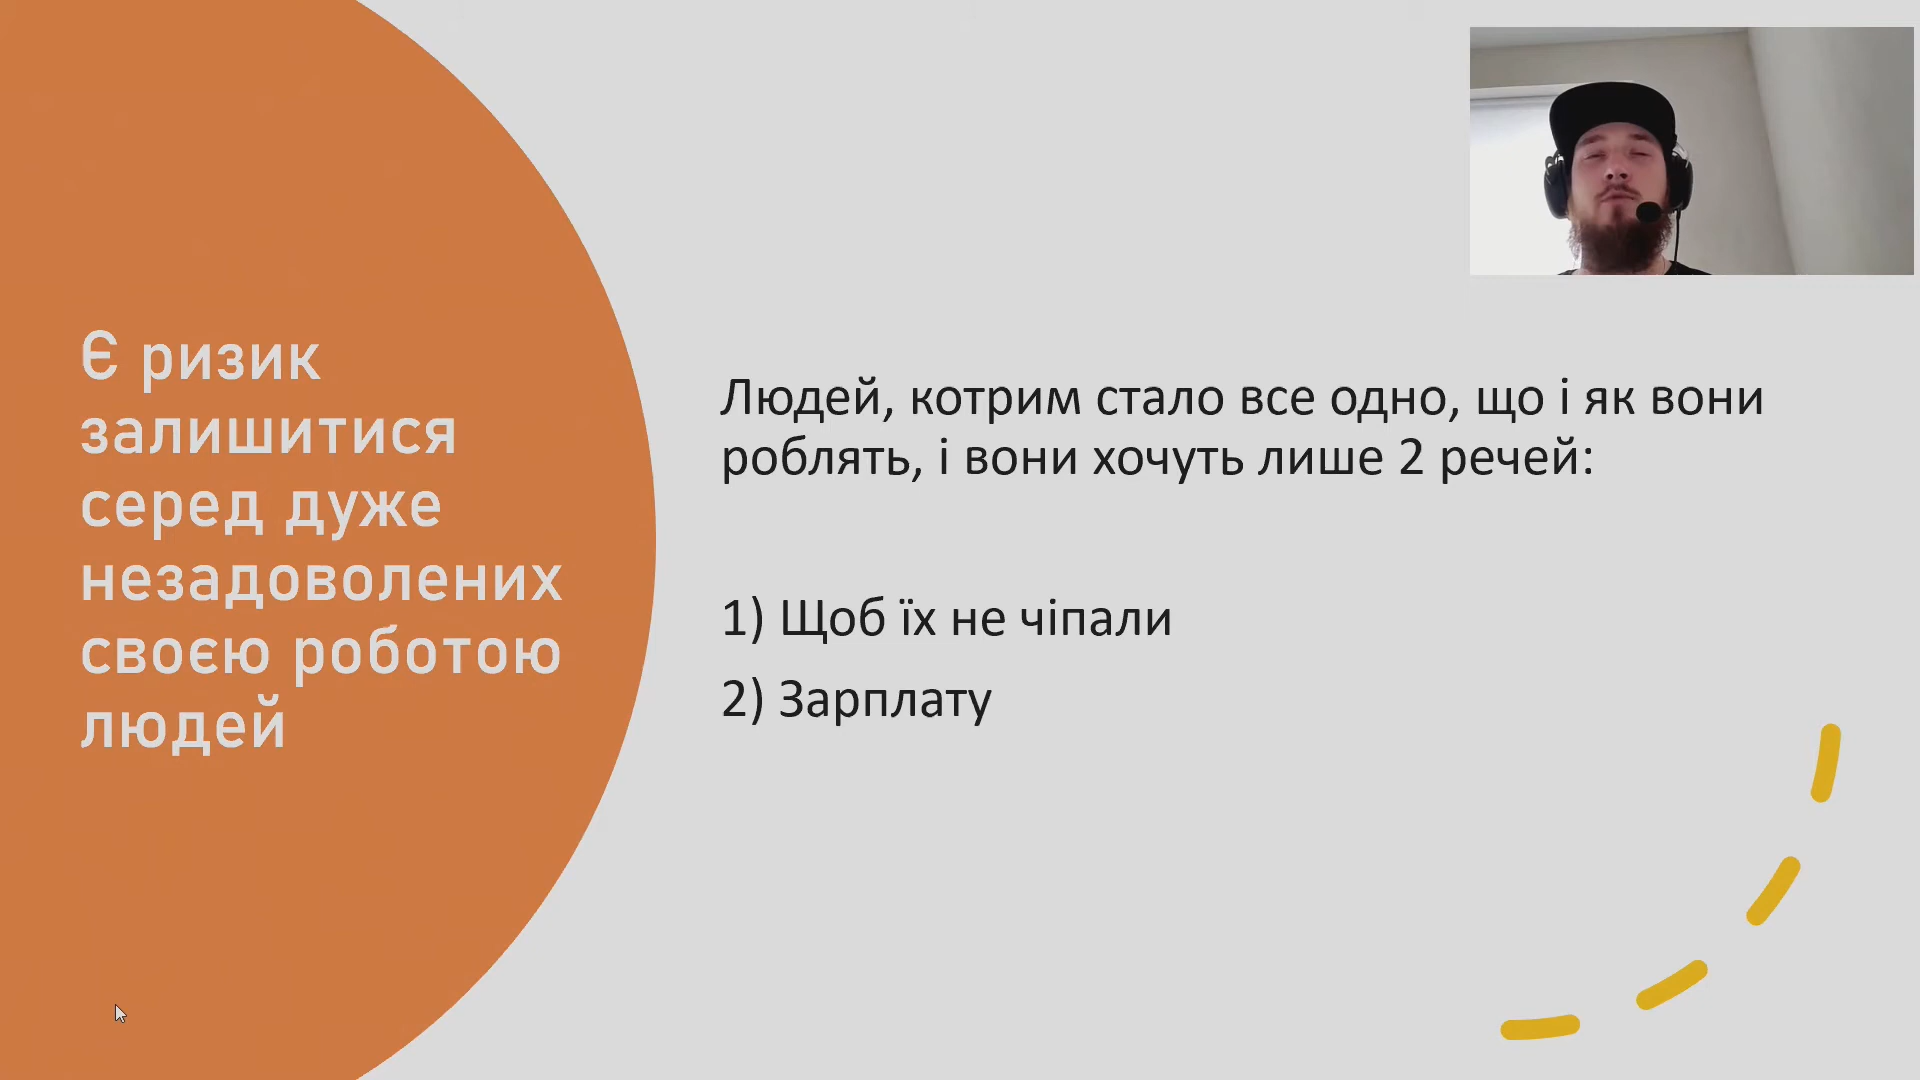 Є ризик
залишитися
серед дуже
незадоволених
своєю роботою
людей
Людей, котрим стало все одно, що і як вони
роблять, і вони хочуть лише 2 речей:
1) Щоб їх не чіпали
2) Зарплату